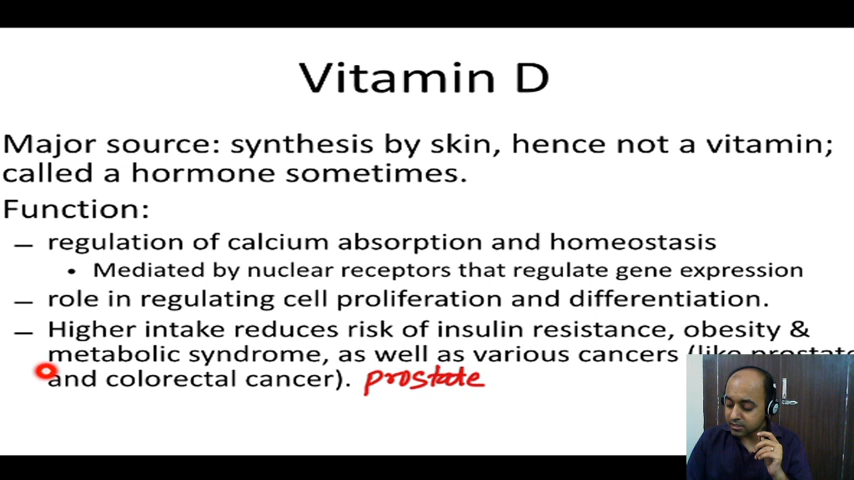 Vitamin D
Major source: synthesis by skin, hence not a vitamin;
called a hormone sometimes.
Function:
– regulation of calcium absorption and homeostasis
• Mediated by nuclear receptors that regulate gene expression
– role in regulating cell proliferation and differentiation.
– Higher intake reduces risk of insulin resistance, obesity &
metabolic syndrome, as well as various cancers (like prostate
and colorectal cancer). prostate